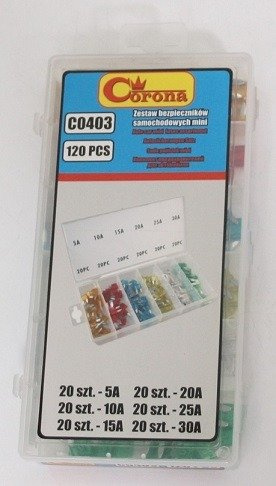 Corona
C0403
120 PCS
Zestaw bezpieczników
samochodowych mini
5A 10A 15A 20A 25A 30A
20PC 20PC 20PC 20PC 20PC 20PC
20 szt. - 5A 20 szt. - 20A
20 szt. - 10A 20 szt. - 25A
20 szt. - 15A 20 szt. - 30A